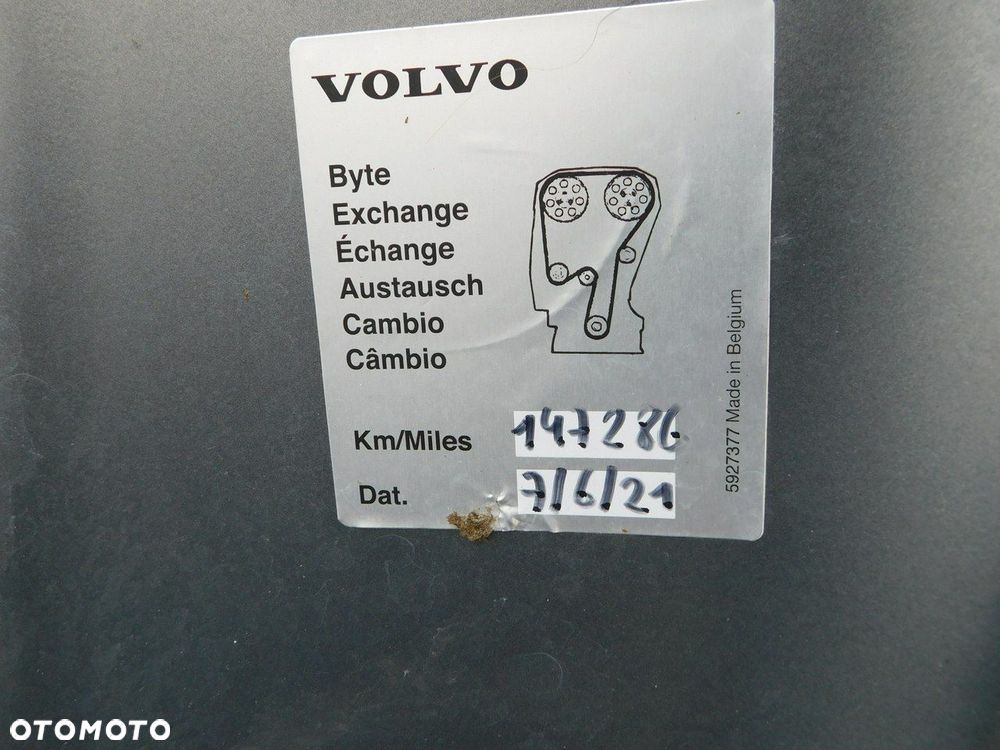 VOLVO
Byte
Exchange
Échange
Austausch
Cambio
Câmbio
Km/Miles 147286
Dat. 7/6/21
5927377 Made in Belgium
OTOMOTO